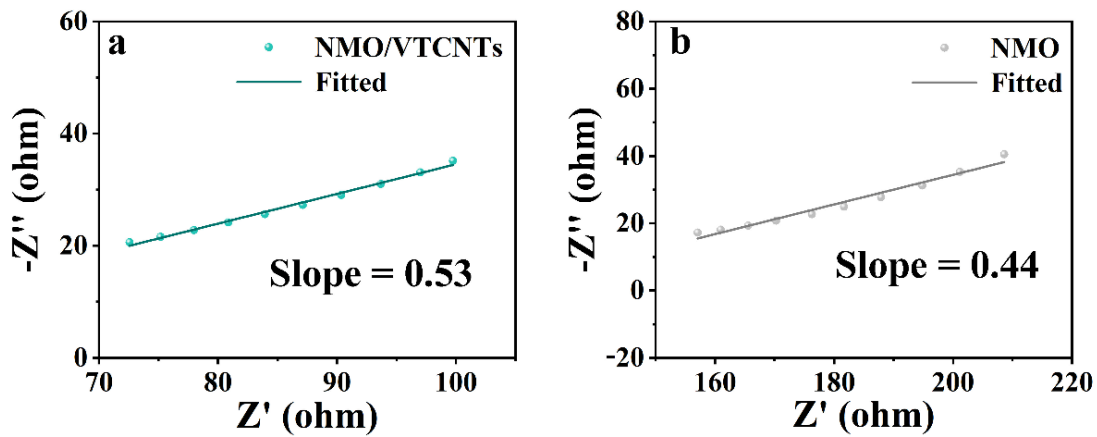 a
NMO/VTCNTs
Fitted
Slope = 0.53
-Z'' (ohm)
60
40
20
0
70
80
90
100
Z' (ohm)
b
NMO
Fitted
Slope = 0.44
-Z'' (ohm)
80
60
40
20
0
-20
160
180
200
220
Z' (ohm)